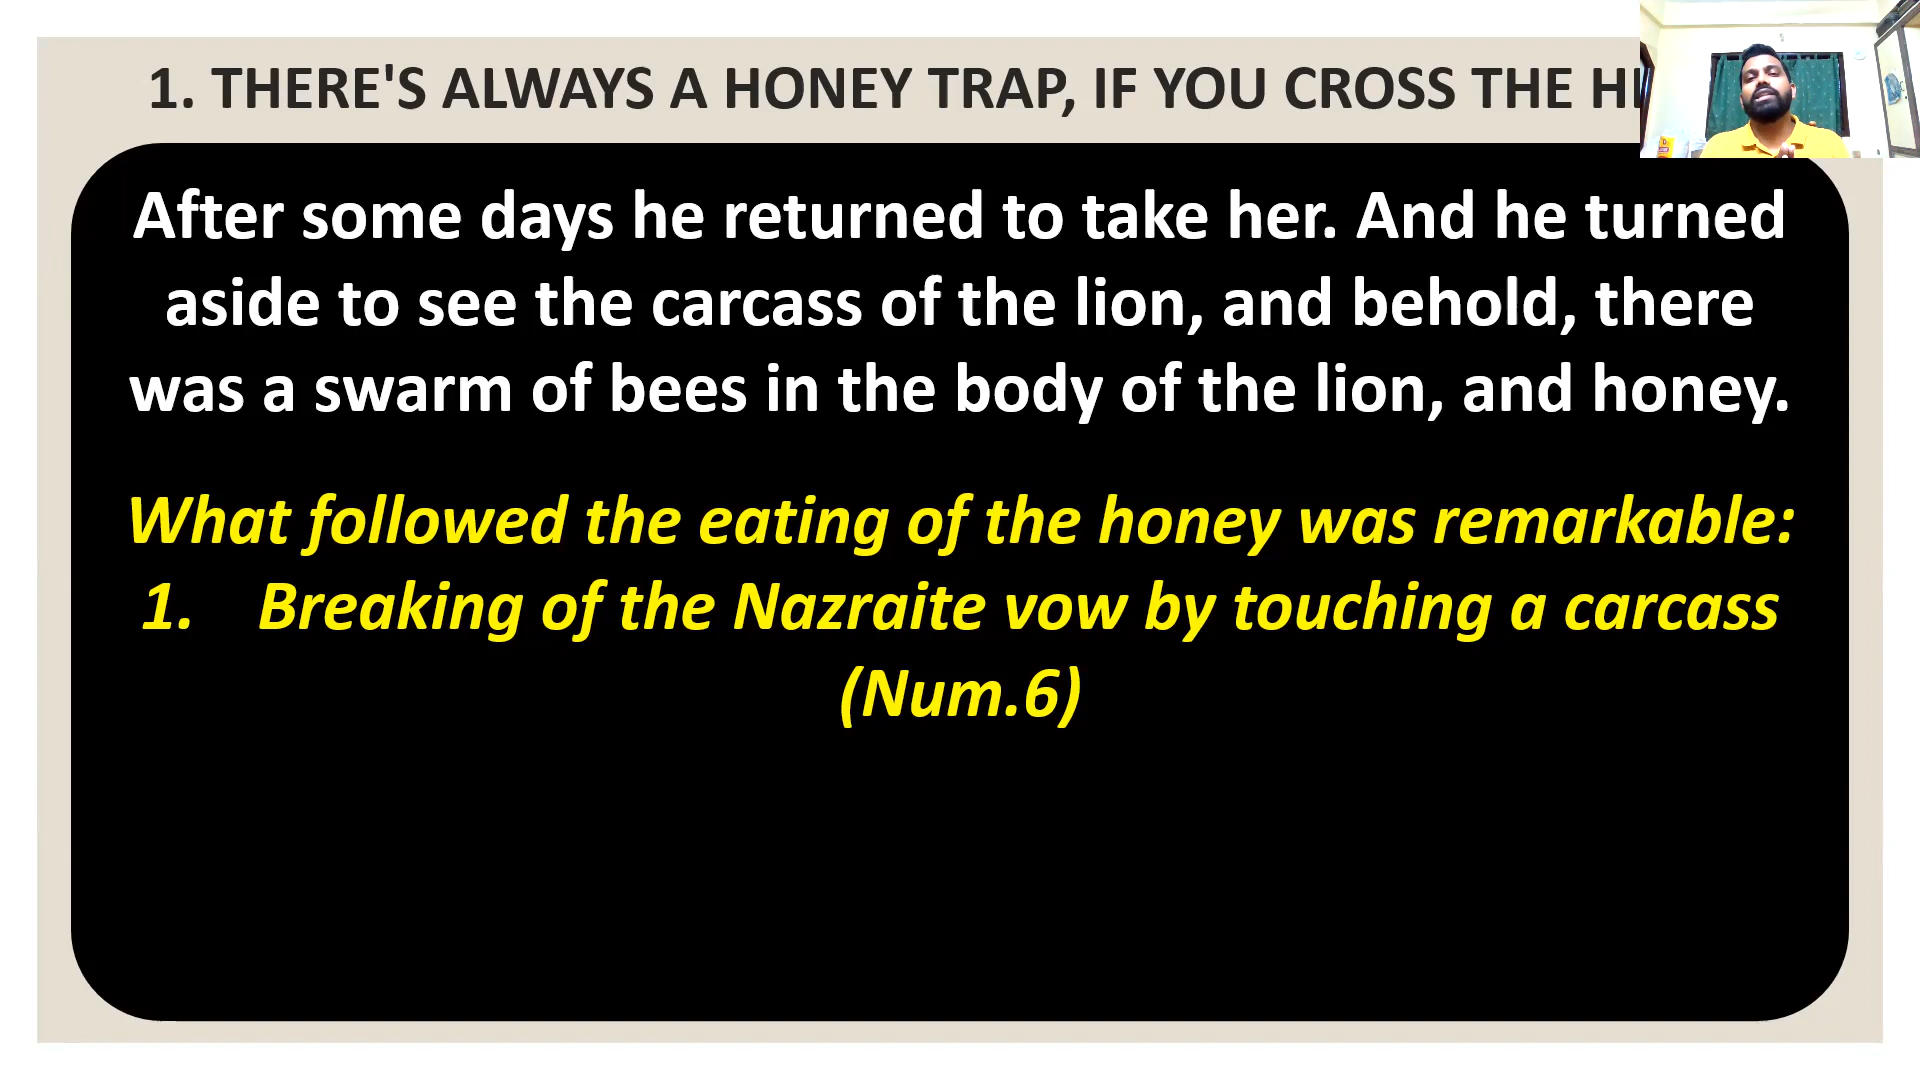 1. THERE'S ALWAYS A HONEY TRAP, IF YOU CROSS THE
After some days he returned to take her. And he turned
aside to see the carcass of the lion, and behold, there
was a swarm of bees in the body of the lion, and honey.
What followed the eating of the honey was remarkable:
1. Breaking of the Nazraite vow by touching a carcass
(Num.6)